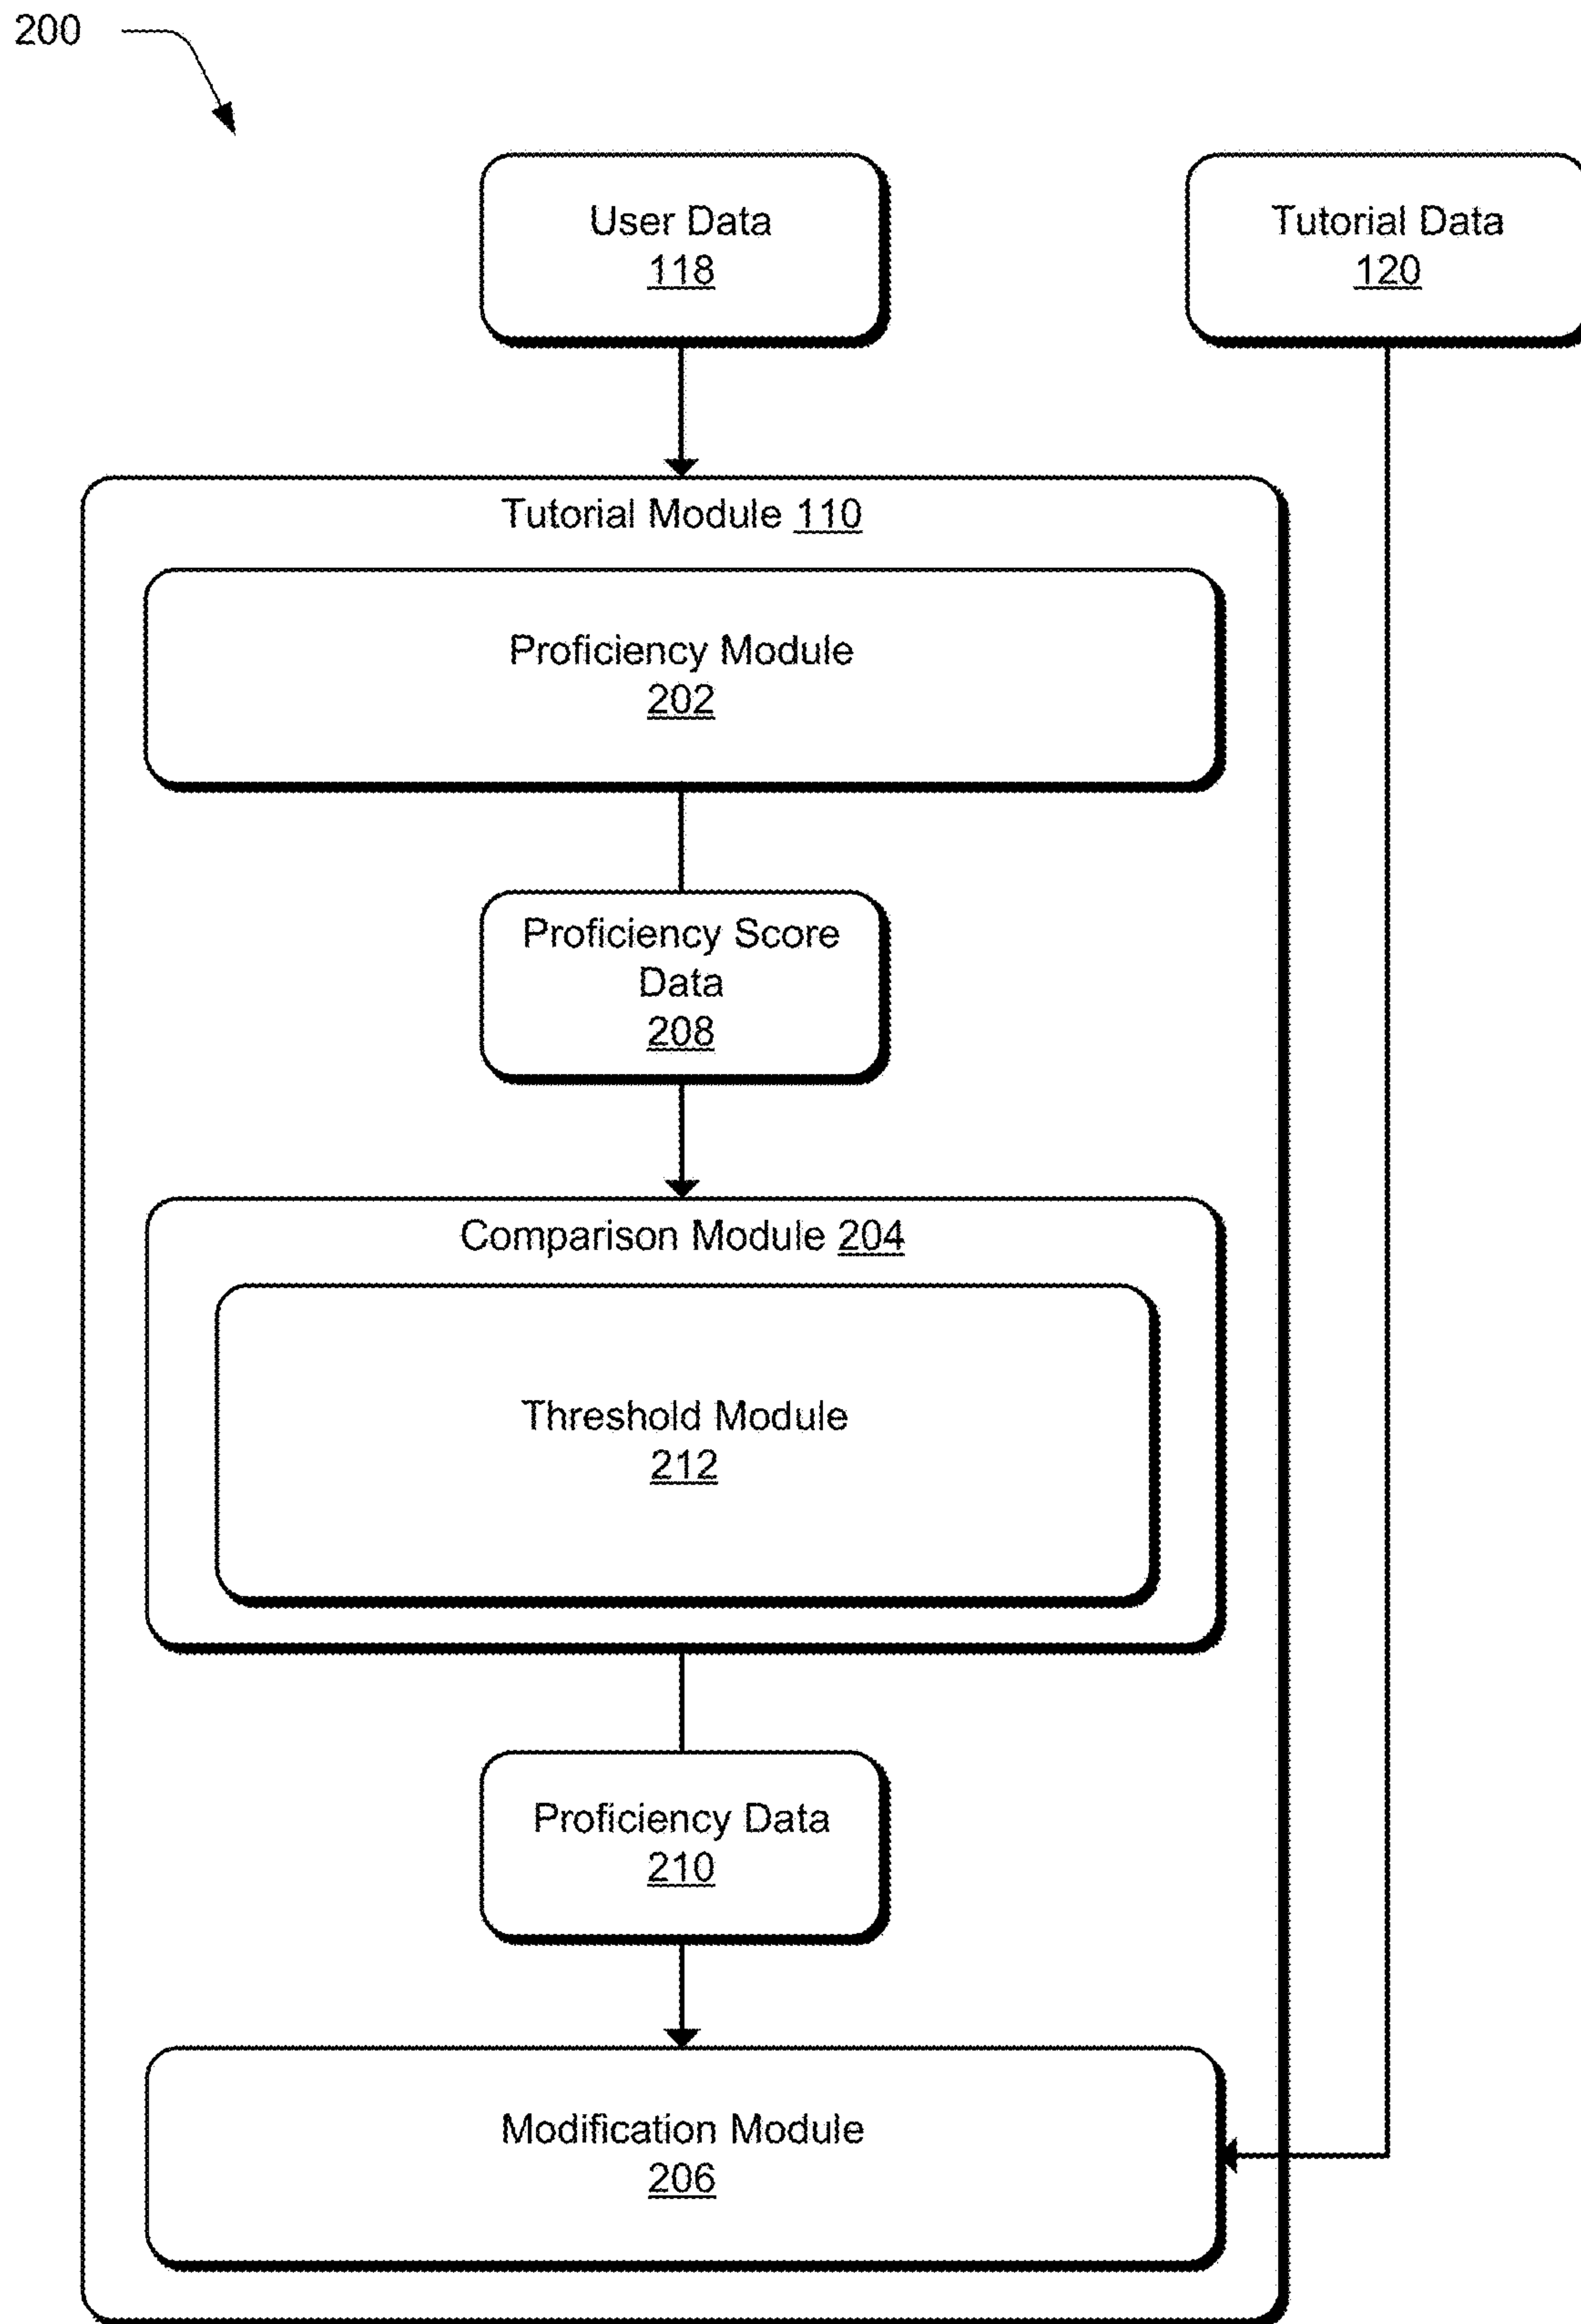 200
User Data
118
Tutorial Data
120
Tutorial Module 110
Proficiency Module
202
Proficiency Score
Data
208
Comparison Module 204
Threshold Module
212
Proficiency Data
210
Modification Module
206